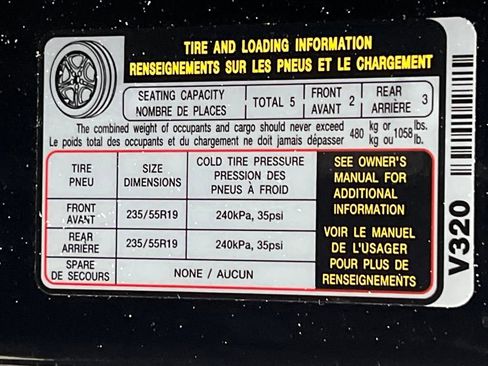 TIRE AND LOADING INFORMATION
RENSEIGNEMENTS SUR LES PNEUS ET LE CHARGEMENT
SEATING CAPACITY
NOMBRE DE PLACES
TOTAL 5
FRONT
AVANT 2
REAR
ARRIÈRE 3
The combined weight of occupants and cargo should never exceed 480 kg or 1058 lbs.
Le poids total des occupants et du chargement ne doit jamais dépasser kg ou lb.
TIRE
PNEU
SIZE
DIMENSIONS
COLD TIRE PRESSURE
PRESSION DES
PNEUS À FROID
FRONT
AVANT
235/55R19
240kPa, 35psi
REAR
ARRIÈRE
235/55R19
240kPa, 35psi
SPARE
DE SECOURS
NONE / AUCUN
SEE OWNER'S
MANUAL FOR
ADDITIONAL
INFORMATION
VOIR LE MANUEL
DE L'USAGER
POUR PLUS DE
RENSEIGNEMENTS
V320